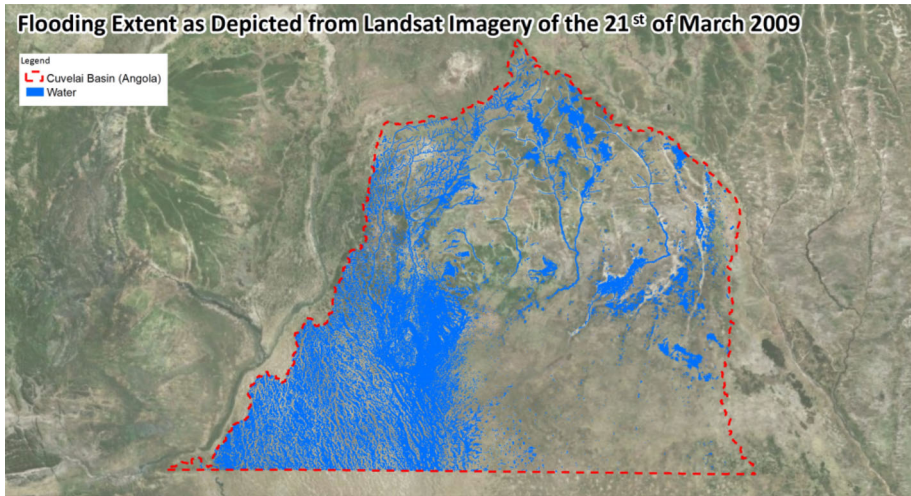 Flooding Extent as Depicted from Landsat Imagery of the 21st of March 2009
Legend
Cuvelai Basin (Angola)
Water